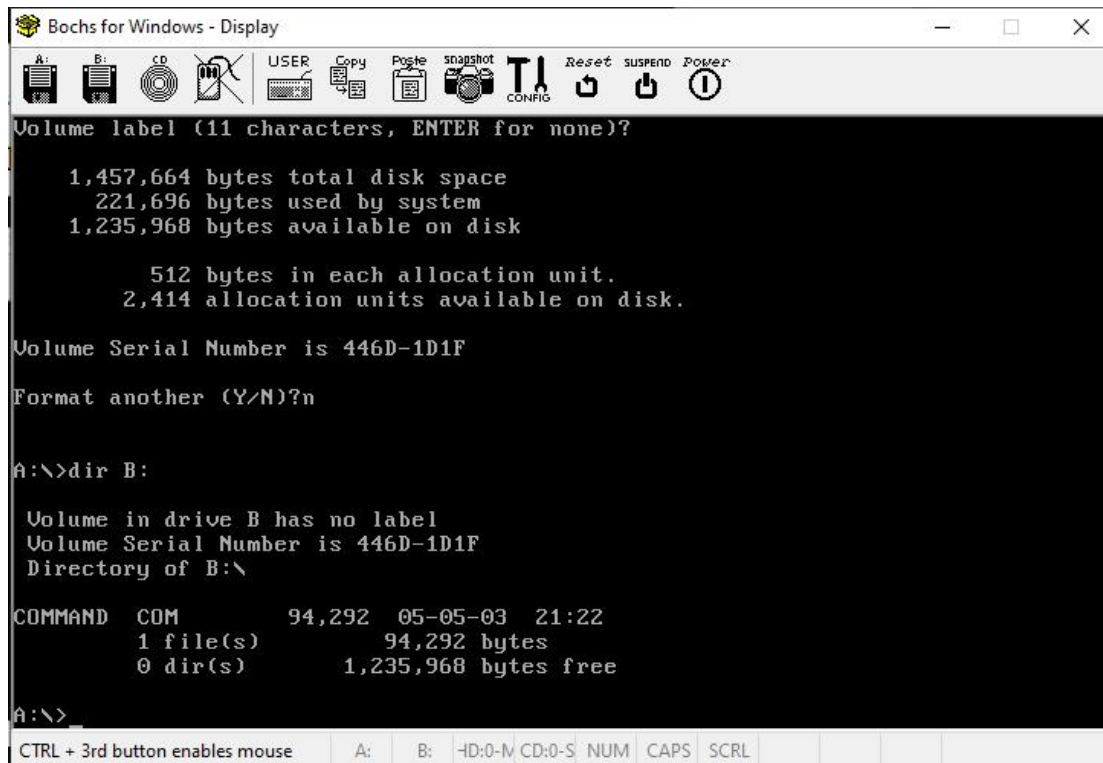 Bochs for Windows - Display
A: B: CD USER Copy Paste snapshot CONFIG Reset SUSPEND Power
Volume label (11 characters, ENTER for none)?
1,457,664 bytes total disk space
221,696 bytes used by system
1,235,968 bytes available on disk
512 bytes in each allocation unit.
2,414 allocation units available on disk.
Volume Serial Number is 446D-1D1F
Format another (Y/N)?n
A:\>dir B:
Volume in drive B has no label
Volume Serial Number is 446D-1D1F
Directory of B:\
COMMAND COM 94,292 05-05-03 21:22
1 file(s) 94,292 bytes
0 dir(s) 1,235,968 bytes free
A:\>_
CTRL + 3rd button enables mouse A: B: HD:0-M CD:0-S NUM CAPS SCRL